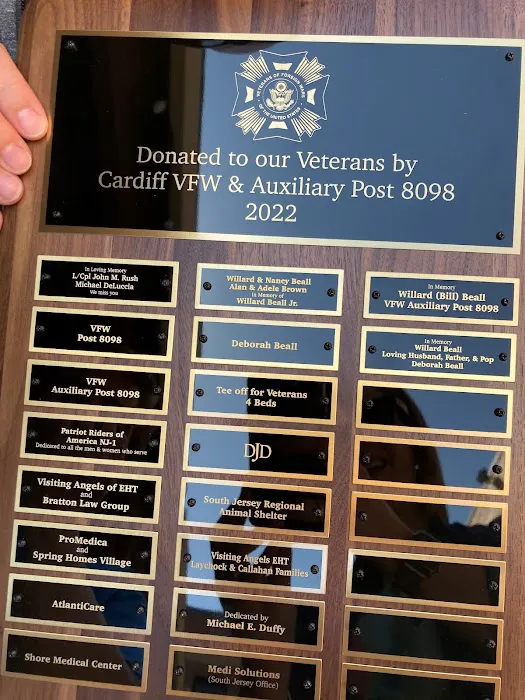 VETERANS OF FOREIGN WARS
OF THE UNITED STATES
Donated to our Veterans by
Cardiff VFW & Auxiliary Post 8098
2022
In Loving Memory
L/Cpl John M. Rush
Michael DeLuccia
We miss you
VFW
Post 8098
VFW
Auxiliary Post 8098
Patriot Riders of
America NJ-1
Dedicated to all the men & women who serve
Visiting Angels of EHT
and
Bratton Law Group
ProMedica
and
Spring Homes Village
AtlantiCare
Shore Medical Center
Willard & Nancy Beall
Alan & Adele Brown
in Memory of
Willard Beall Jr.
Deborah Beall
Tee off for Veterans
4 Beds
DJD
South Jersey Regional
Animal Shelter
Visiting Angels EHT
Laychock & Callahan Families
Dedicated by
Michael E. Duffy
Medi Solutions
(South Jersey Office)
In Memory
Willard (Bill) Beall
VFW Auxiliary Post 8098
In Memory
Willard Beall
Loving Husband, Father, & Pop
Deborah Beall